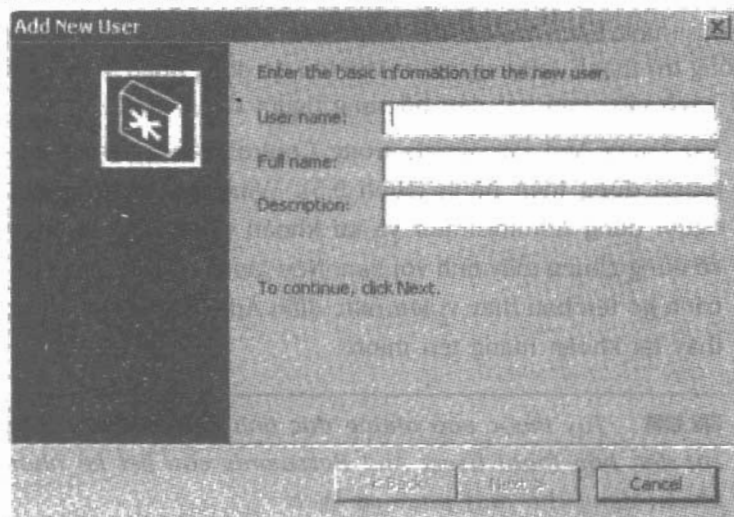 Add New User
Enter the basic information for the new user.
User name:
Full name:
Description:
To continue, click Next.
< Back
Next >
Cancel